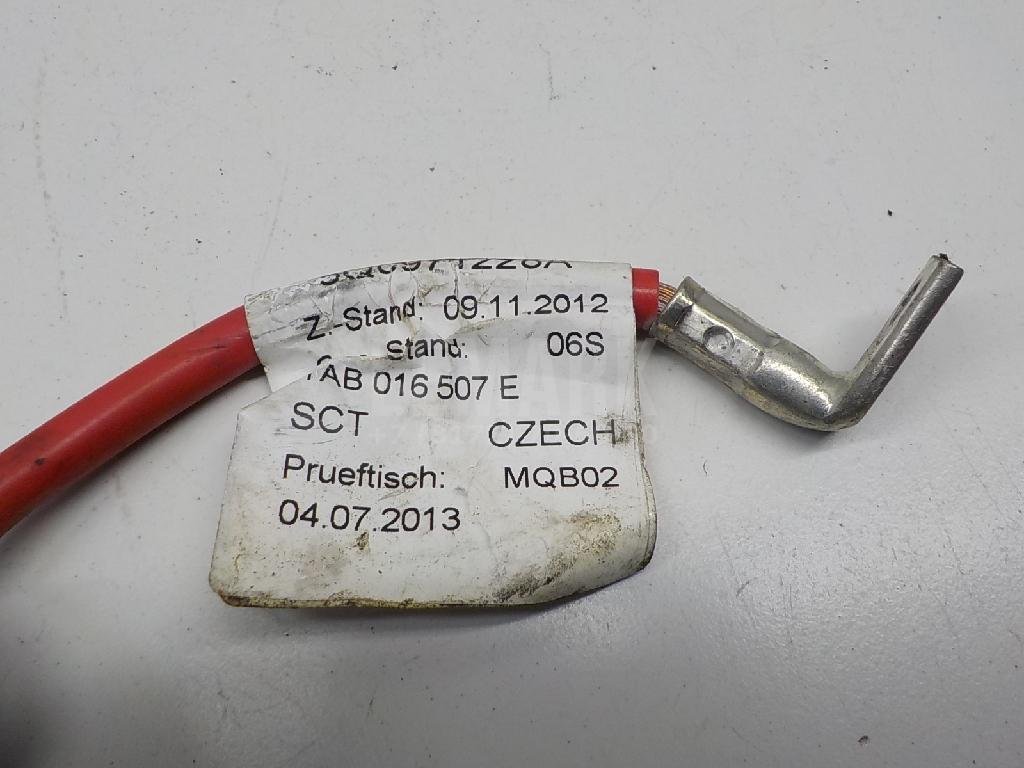 Z.-Stand: 09.11.2012
Stand: 06S
AB 016 507 E
SCT CZECH
Prueftisch: MQB02
04.07.2013